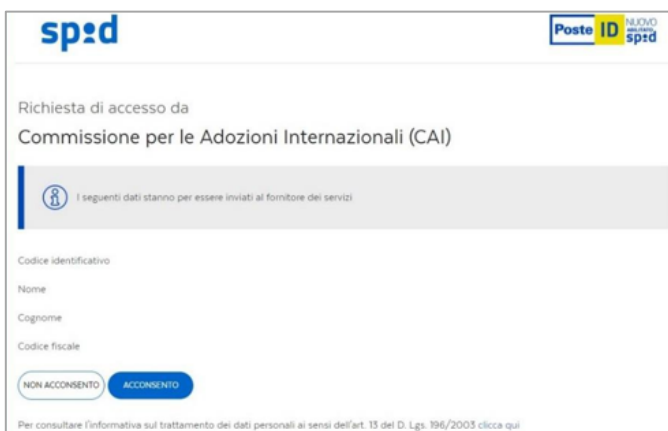 spid
Poste ID NUOVO
ABILITATO
spid
Richiesta di accesso da
Commissione per le Adozioni Internazionali (CAI)
I seguenti dati stanno per essere inviati al fornitore dei servizi
Codice identificativo
Nome
Cognome
Codice fiscale
NON ACCONSENTO ACCONSENTO
Per consultare l'informativa sul trattamento dei dati personali ai sensi dell'art. 13 del D. Lgs. 196/2003 clicca qui